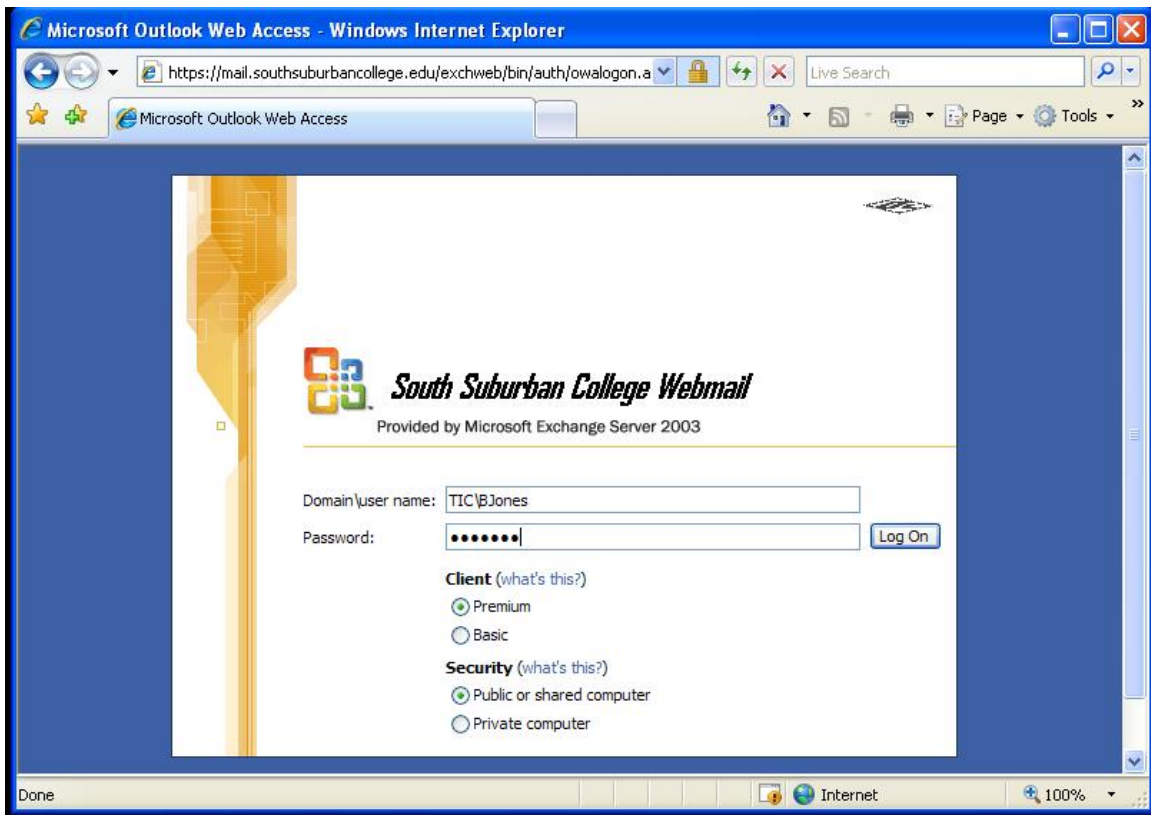 Microsoft Outlook Web Access - Windows Internet Explorer
https://mail.southsuburbancollege.edu/exchweb/bin/auth/owalogon.a
Live Search
Microsoft Outlook Web Access
Page
Tools
South Suburban College Webmail
Provided by Microsoft Exchange Server 2003
Domain\user name: TIC\BJones
Password: •••••••
Log On
Client (what's this?)
Premium
Basic
Security (what's this?)
Public or shared computer
Private computer
Done
Internet
100%